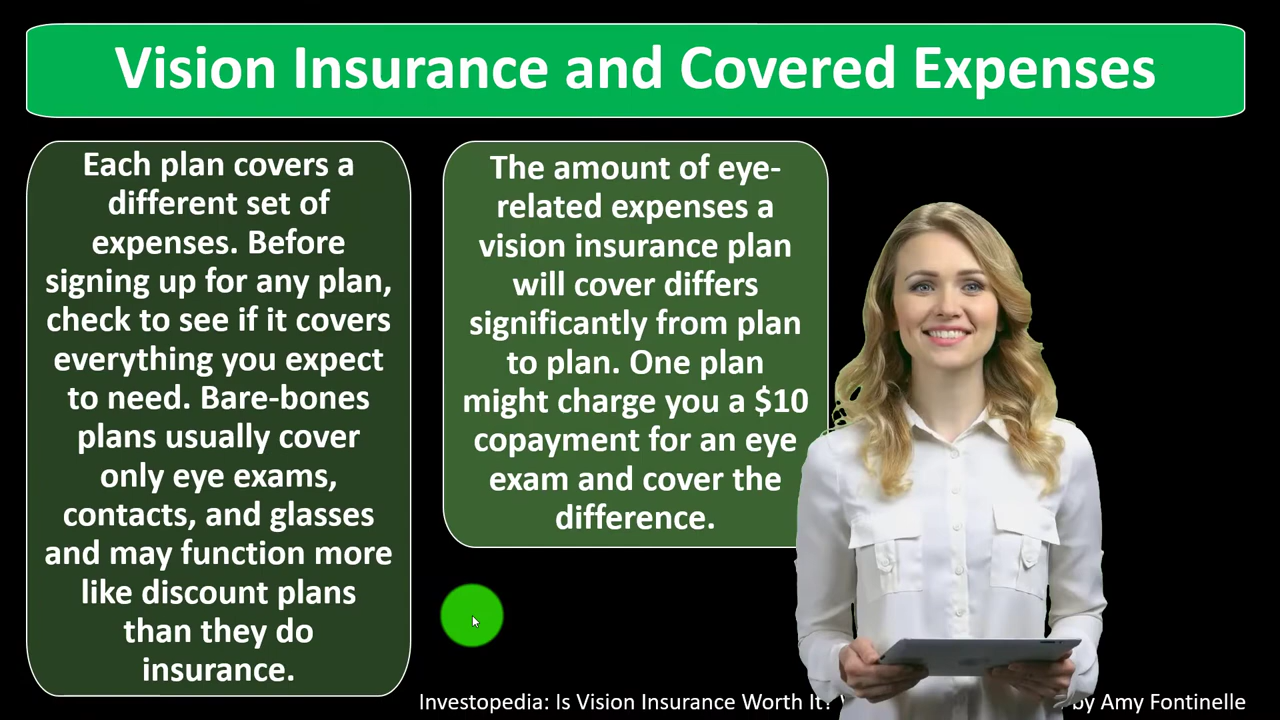 Vision Insurance and Covered Expenses
Each plan covers a
different set of
expenses. Before
signing up for any plan,
check to see if it covers
everything you expect
to need. Bare-bones
plans usually cover
only eye exams,
contacts, and glasses
and may function more
like discount plans
than they do
insurance.
The amount of eye-
related expenses a
vision insurance plan
will cover differs
significantly from plan
to plan. One plan
might charge you a $10
copayment for an eye
exam and cover the
difference.
Investopedia: Is Vision Insurance Worth It? by Amy Fontinelle